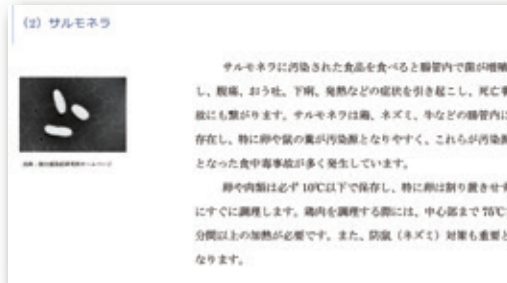 (2) サルモネラ
サルモネラに汚染された食品を食べると腸管内で菌が増殖
し、腹痛、おう吐、下痢、発熱などの症状を引き起こし、死亡事
故にも繋がります。サルモネラは鶏、ネズミ、牛などの腸管内に
存在し、特に卵や鼠の糞が汚染源となりやすく、これらが汚染源
となった食中毒事故が多く発生しています。
卵や肉類は必ず 10℃以下で保存し、特に卵は割り置きせず
にすぐに調理します。鶏肉を調理する際には、中心部まで 75℃
分間以上の加熱が必要です。また、防鼠（ネズミ）対策も重要と
なります。